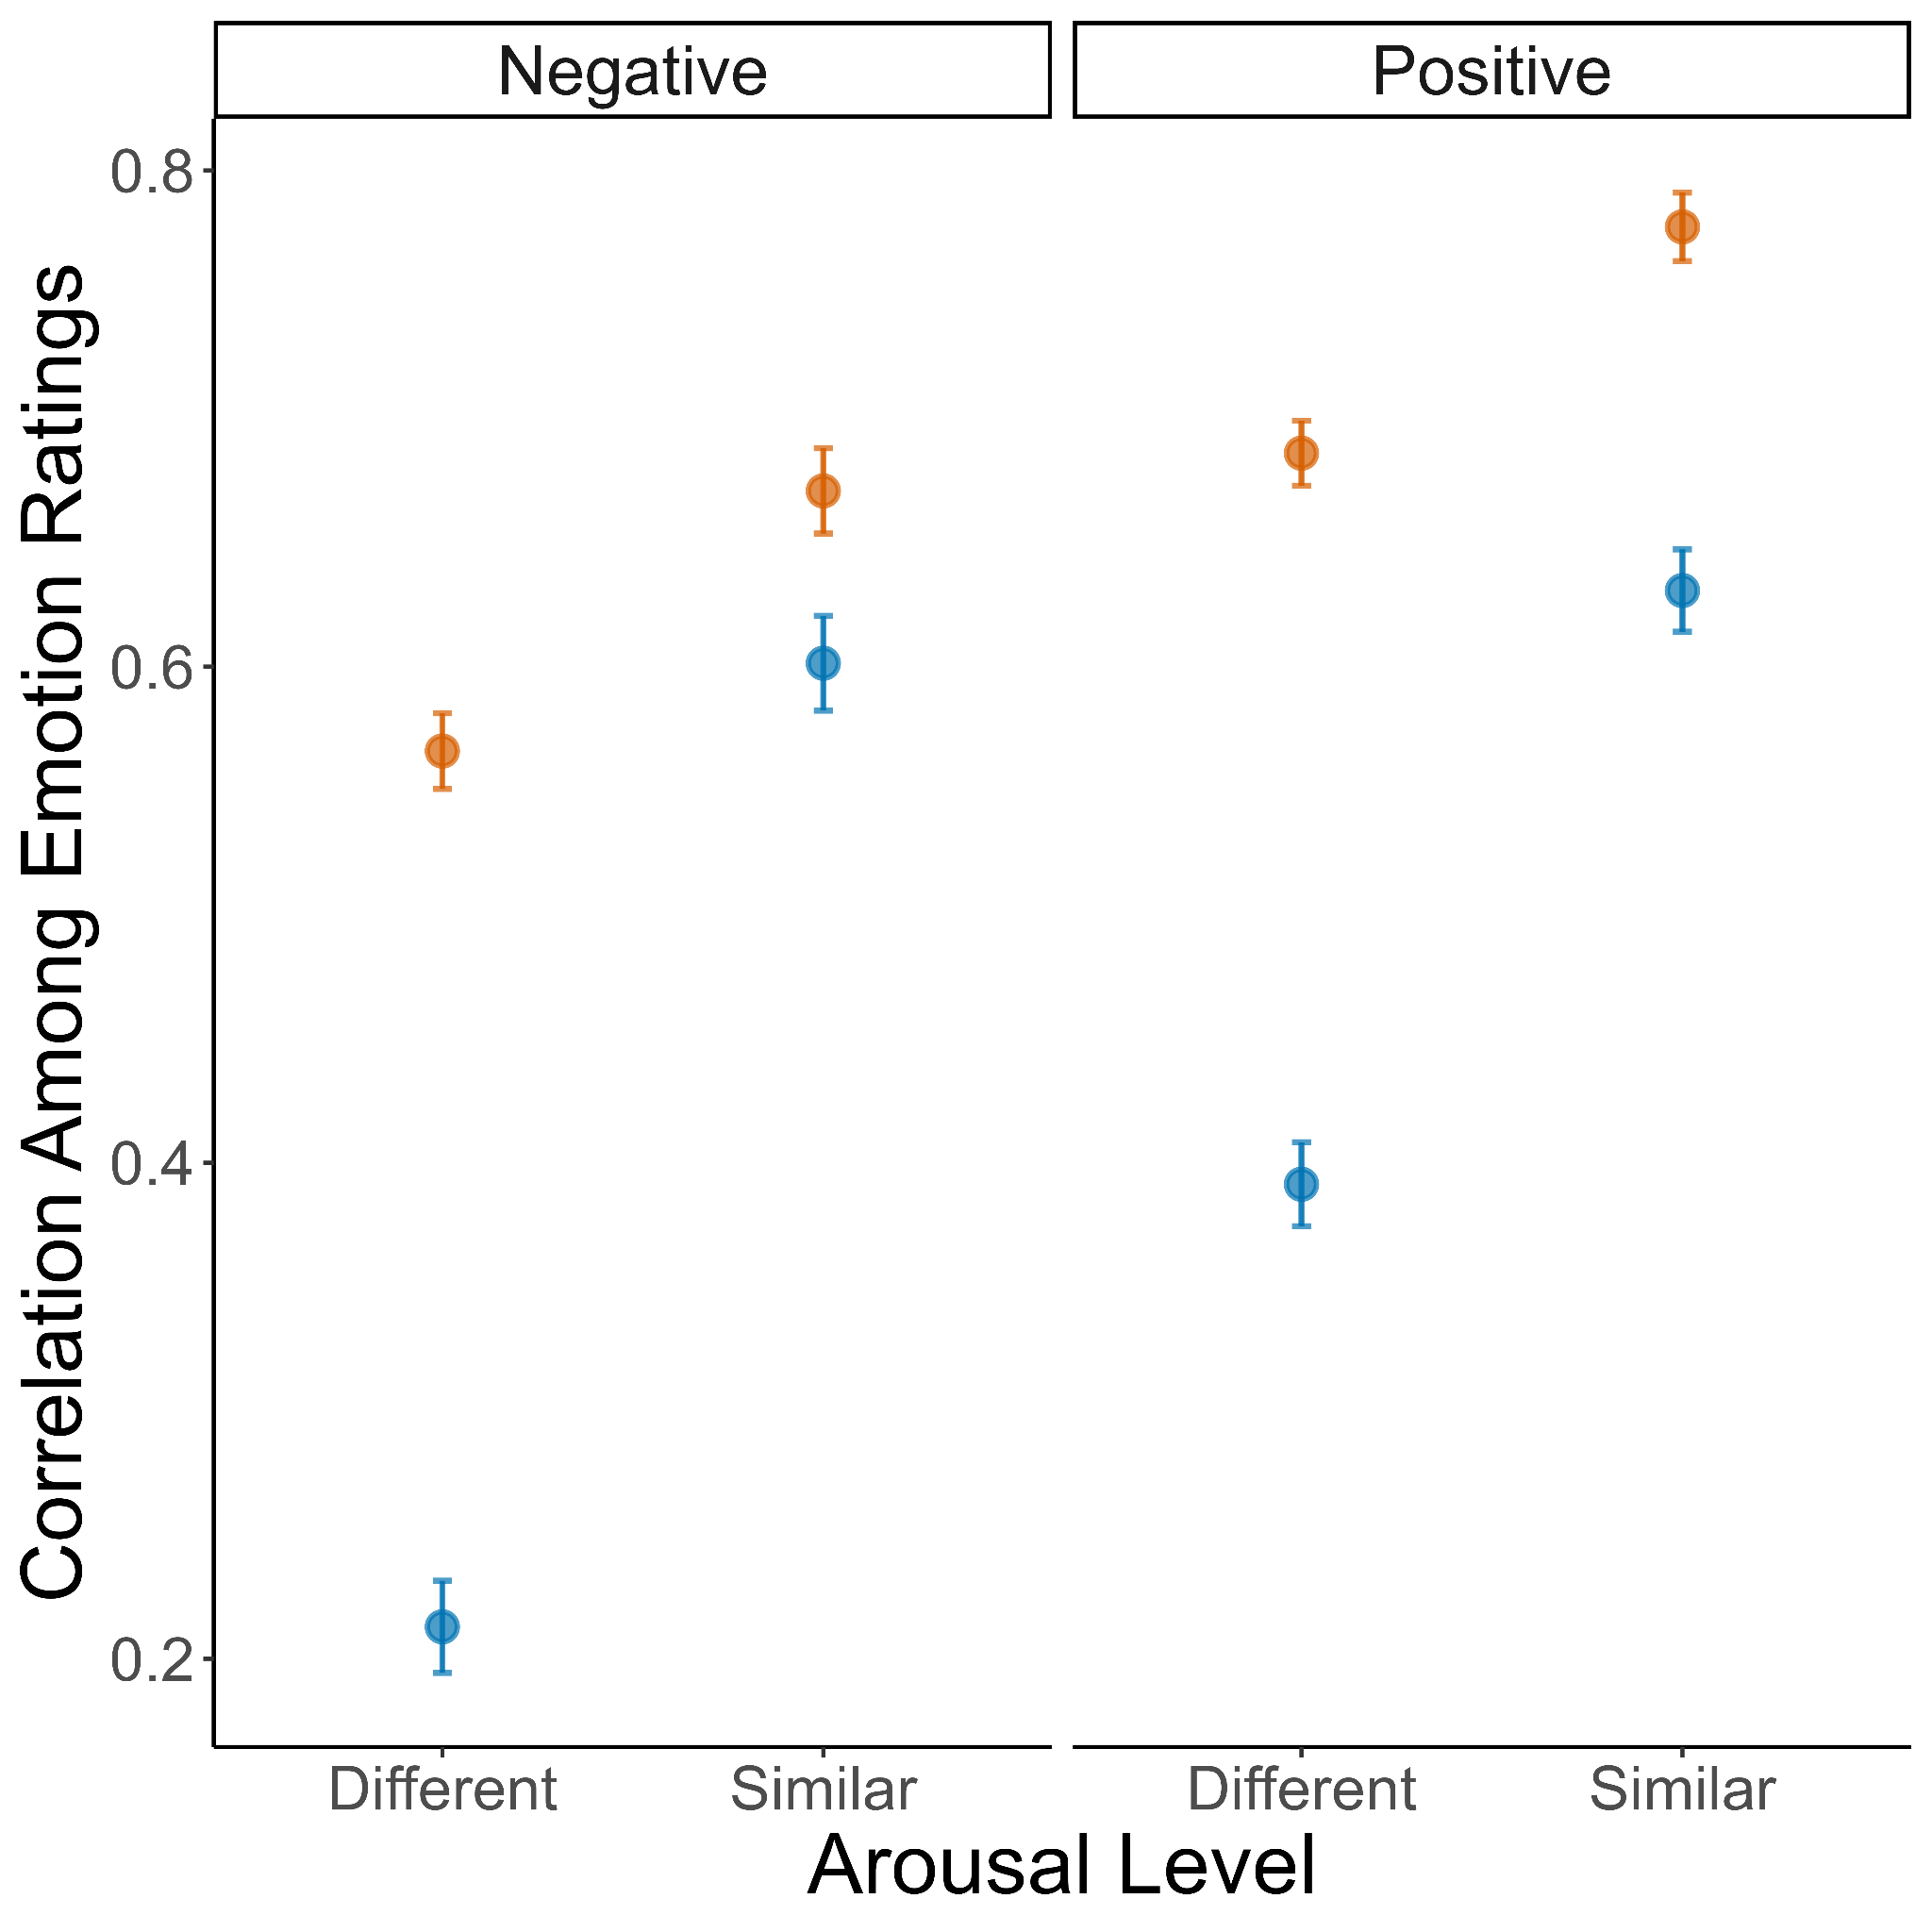 Negative
Positive
Correlation Among Emotion Ratings
0.8
0.6
0.4
0.2
Different
Similar
Different
Similar
Arousal Level